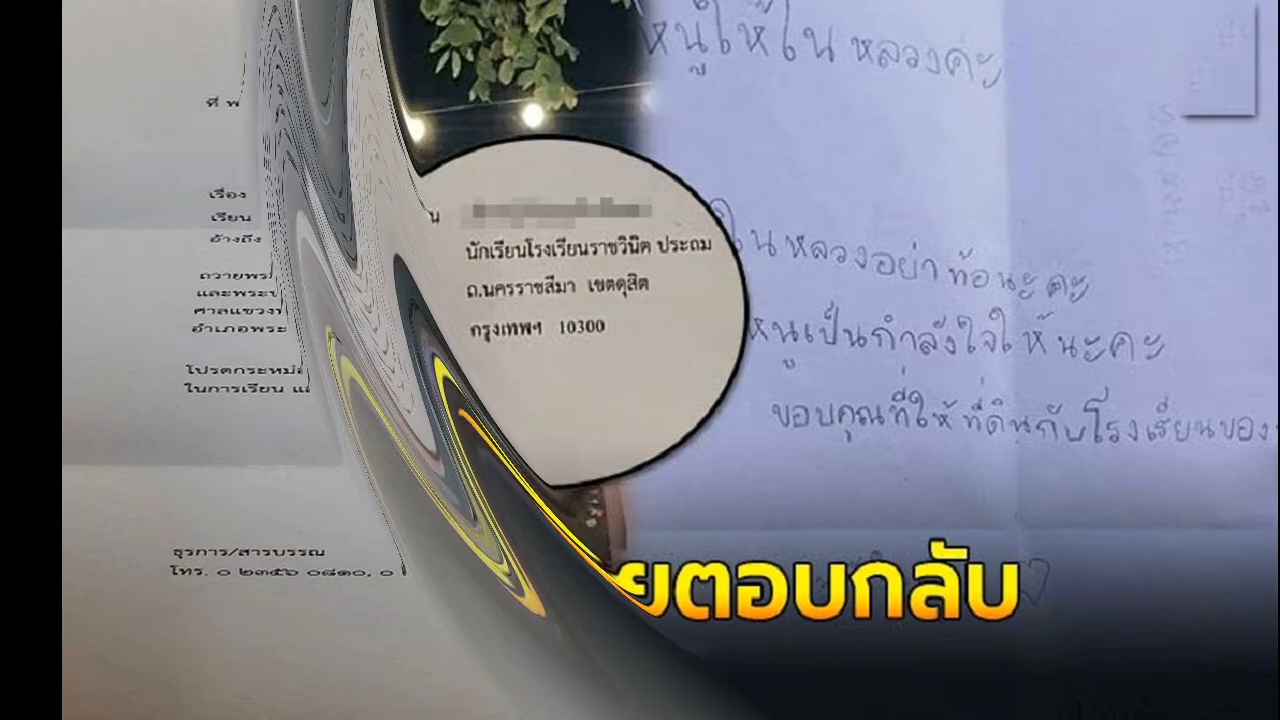 ที่ พ
เรื่อง
เรียน
อ้างถึง
ถวายพระ
และพระบ
ศาลแขวง
อำเภอพระ
โปรดกระหม่
ในการเรียน
ธุรการ/สารบรรณ
โทร. ๐ ๒๓๕๖ ๐๘๑๐, ๐
น
นักเรียนโรงเรียนราชวินิต ประถม
ถ.นครราชสีมา เขตดุสิต
กรุงเทพฯ 10300
หนูให้ใน หลวงค่ะ
ในหลวงอย่า ท้อนะคะ
หนูเป็นกำลังใจให้นะคะ
ขอบคุณที่ให้ที่ดินกับโรงเรียนของ
ยตอบกลับ